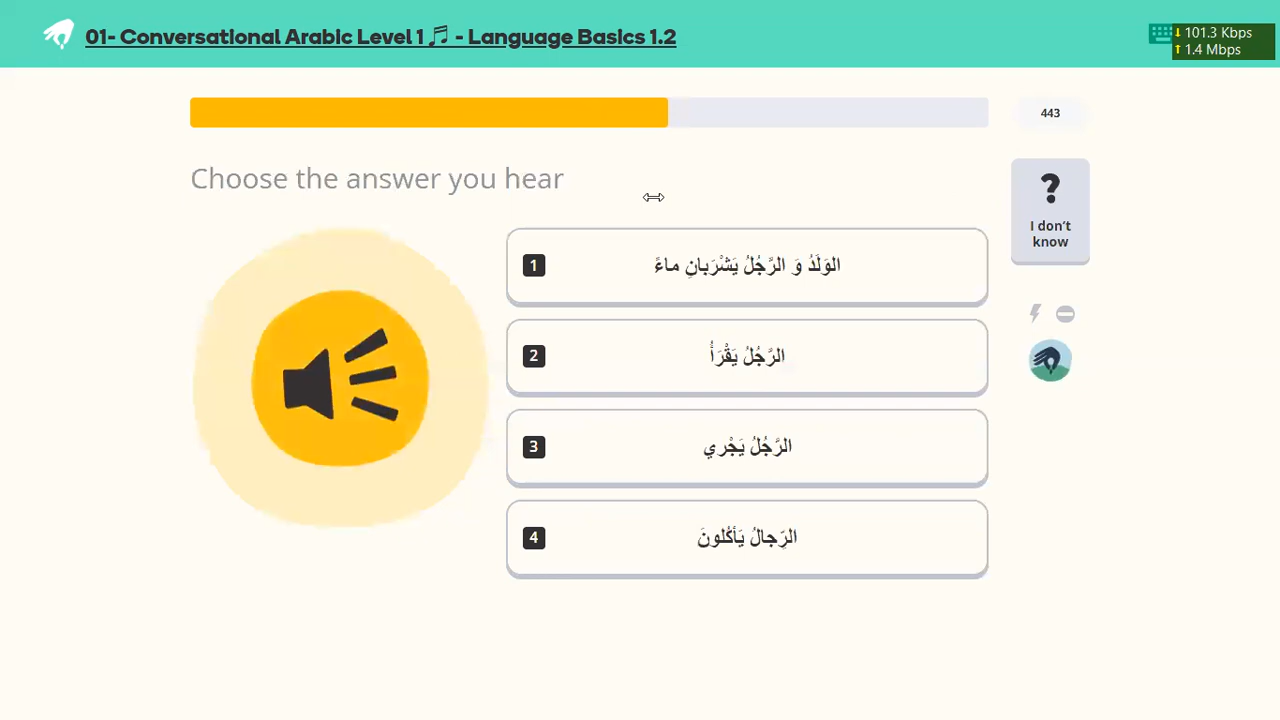 01- Conversational Arabic Level 1 🎵 - Language Basics 1.2
↓ 101.3 Kbps
↑ 1.4 Mbps
443
Choose the answer you hear
?
I don't
know
1 الوَلَدُ وَ الرَّجُلُ يَشْرَبانِ ماءً
2 الرَّجُلُ يَقْرَأُ
3 الرَّجُلُ يَجْري
4 الرِّجالُ يَأكُلونَ